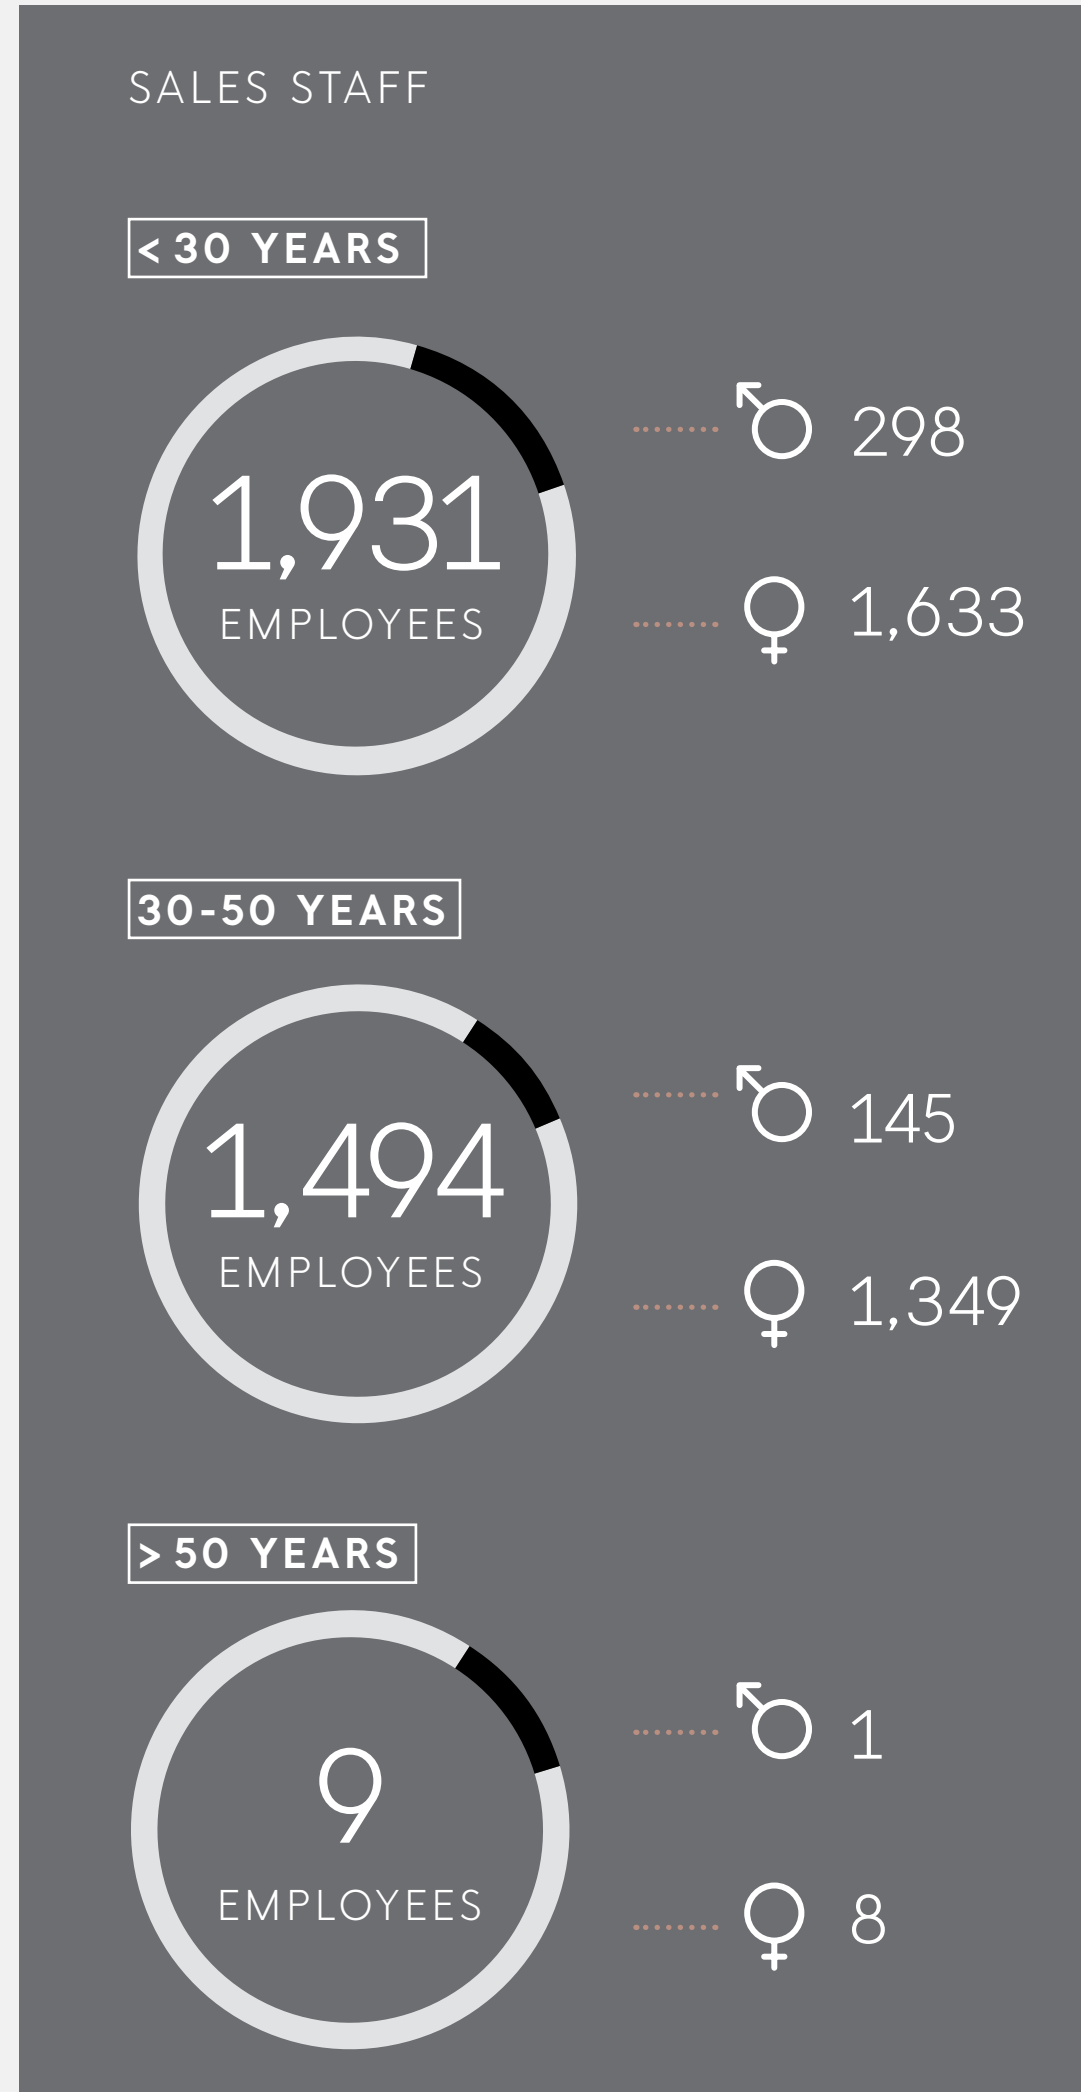 SALES STAFF
< 30 YEARS
1,931
EMPLOYEES
298
1,633
30-50 YEARS
1,494
EMPLOYEES
145
1,349
> 50 YEARS
9
EMPLOYEES
1
8